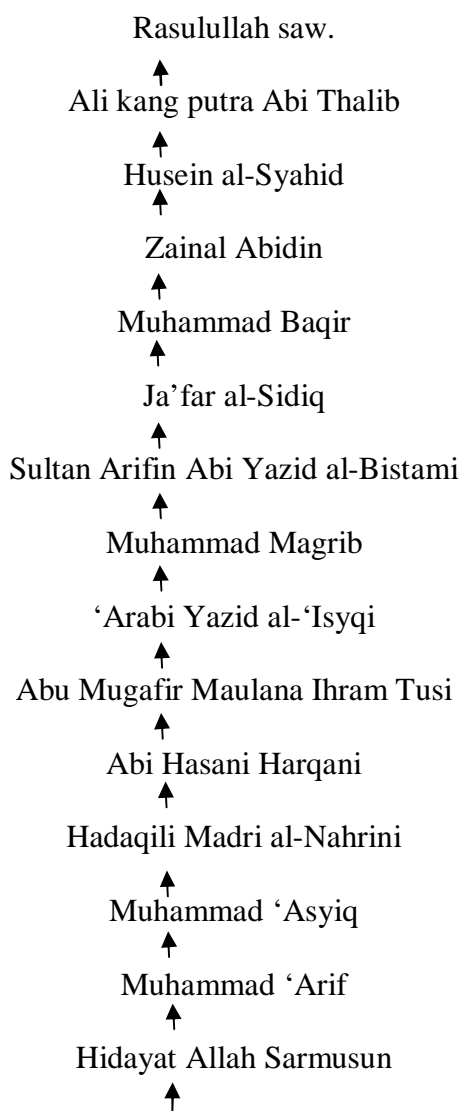 Rasulullah saw.
Ali kang putra Abi Thalib
Husein al-Syahid
Zainal Abidin
Muhammad Baqir
Ja’far al-Sidiq
Sultan Arifin Abi Yazid al-Bistami
Muhammad Magrib
‘Arabi Yazid al-‘Isyqi
Abu Mugafir Maulana Ihram Tusi
Abi Hasani Harqani
Hadaqili Madri al-Nahrini
Muhammad ‘Asyiq
Muhammad ‘Arif
Hidayat Allah Sarmusun